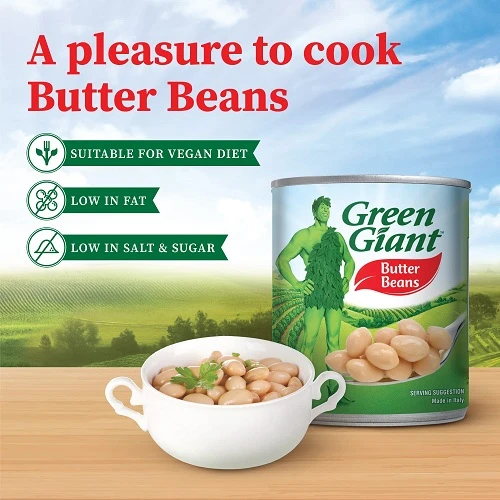 A pleasure to cook
Butter Beans
SUITABLE FOR VEGAN DIET
LOW IN FAT
LOW IN SALT & SUGAR
Green
Giant™
Butter
Beans
SERVING SUGGESTION
Made in Italy